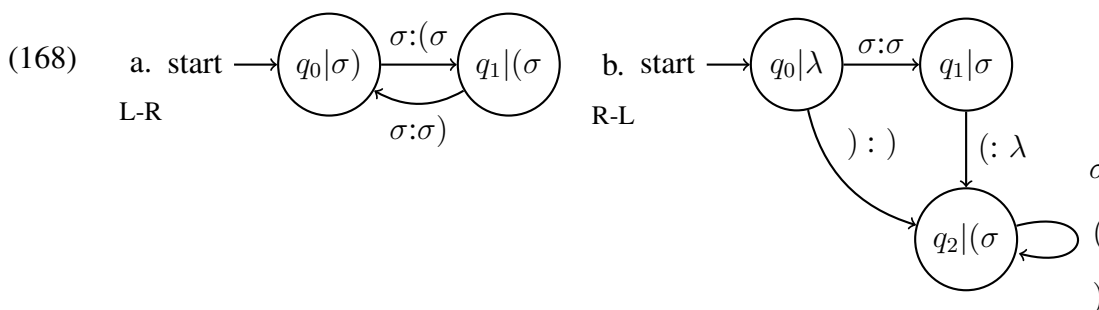 (168) a. start q₀|σ) σ:(σ q₁|(σ b. start q₀|λ σ:σ q₁|σ
L-R σ:σ) R-L
) : ) (: λ
q₂|(σ
(
)